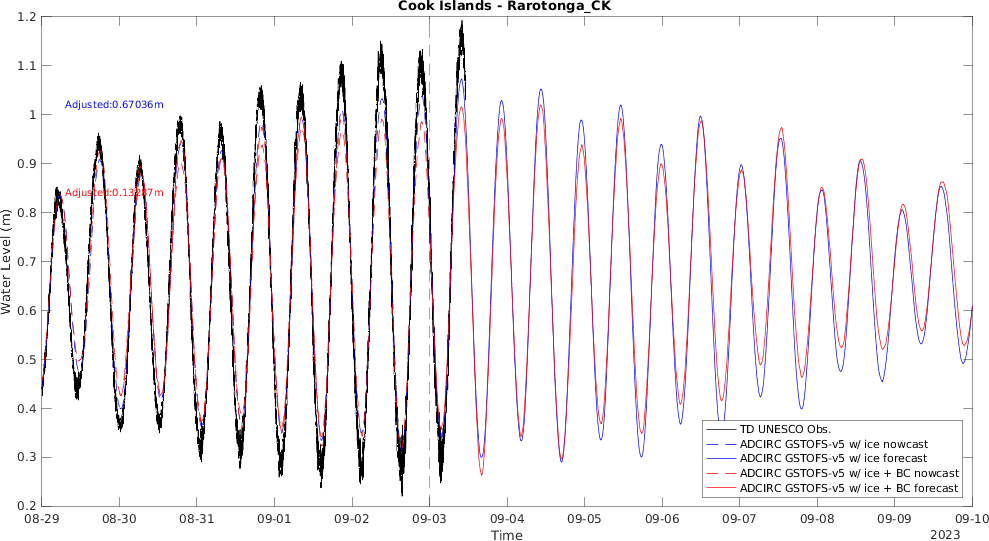 Cook Islands - Rarotonga_CK
1.2
1.1
1
0.9
0.8
0.7
0.6
0.5
0.4
0.3
0.2
Water Level (m)
Adjusted:0.67036m
TD UNESCO Obs.
ADCIRC GSTOFS-v5 w/ ice nowcast
ADCIRC GSTOFS-v5 w/ ice forecast
ADCIRC GSTOFS-v5 w/ ice + BC nowcast
ADCIRC GSTOFS-v5 w/ ice + BC forecast
08-29 08-30 08-31 09-01 09-02 09-03 09-04 09-05 09-06 09-07 09-08 09-09 09-10
Time
2023